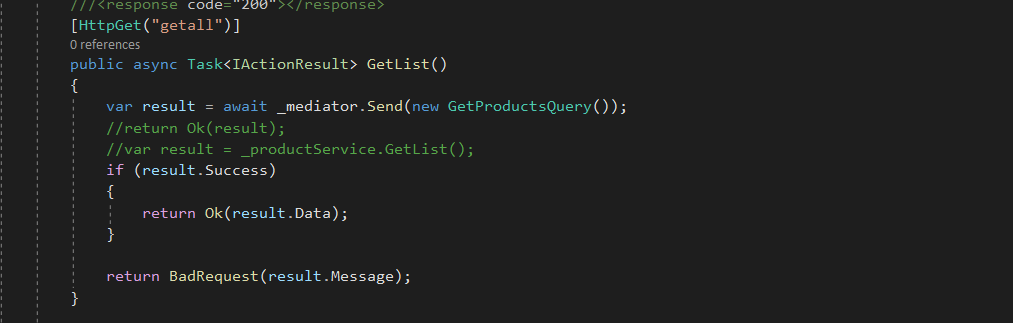 ///<response code="200"></response>
[HttpGet("getall")]
0 references
public async Task<IActionResult> GetList()
{
var result = await _mediator.Send(new GetProductsQuery());
//return Ok(result);
//var result = _productService.GetList();
if (result.Success)
{
return Ok(result.Data);
}
return BadRequest(result.Message);
}